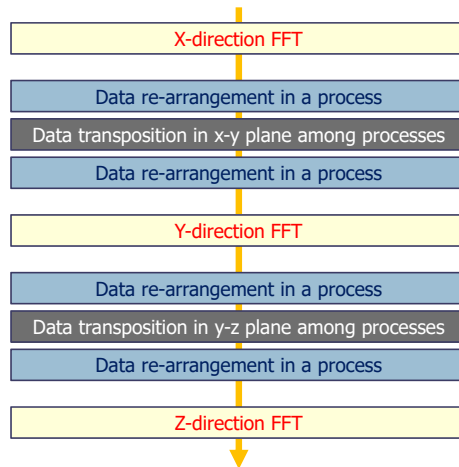 X-direction FFT
Data re-arrangement in a process
Data transposition in x-y plane among processes
Data re-arrangement in a process
Y-direction FFT
Data re-arrangement in a process
Data transposition in y-z plane among processes
Data re-arrangement in a process
Z-direction FFT